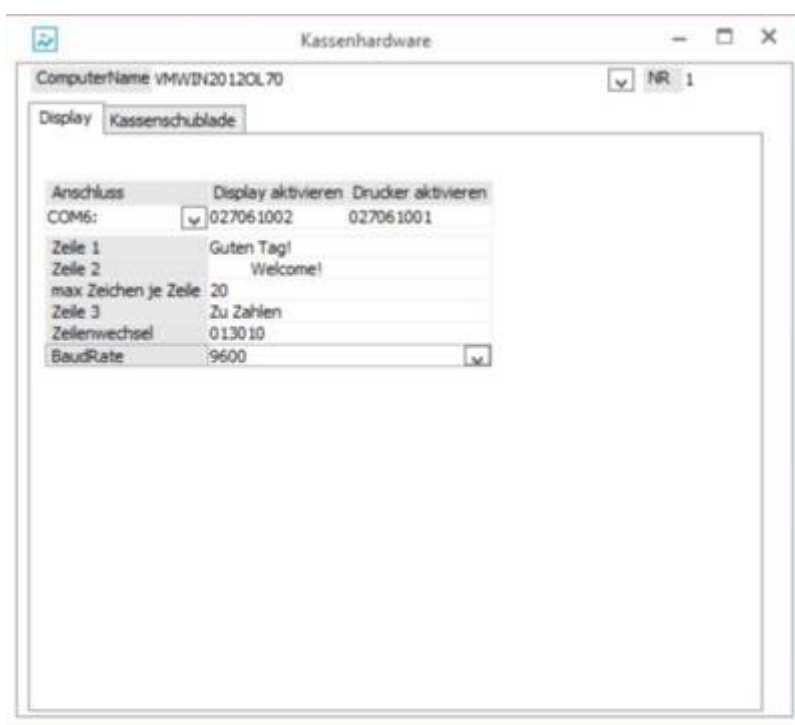 Kassenhardware
ComputerName VMWIN2012OL70 NR 1
Display Kassenschublade
Anschluss Display aktivieren Drucker aktivieren
COM6: 027061002 027061001
Zeile 1 Guten Tag!
Zeile 2 Welcome!
max Zeichen je Zeile 20
Zeile 3 Zu Zahlen
Zeilenwechsel 013010
BaudRate 9600